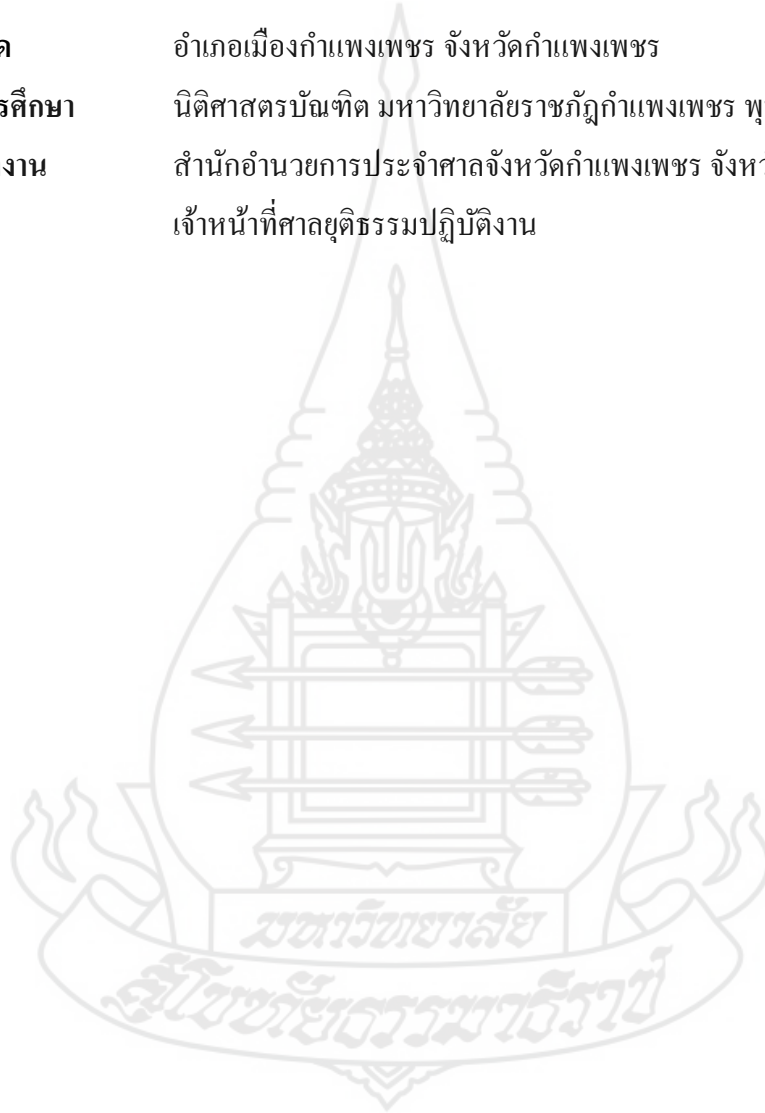 ด อำเภอเมืองกำแพงเพชร จังหวัดกำแพงเพชร
รศึกษา นิติศาสตรบัณฑิต มหาวิทยาลัยราชภัฏกำแพงเพชร พุ
งาน สำนักอำนวยการประจำศาลจังหวัดกำแพงเพชร จังหว
เจ้าหน้าที่ศาลยุติธรรมปฏิบัติงาน
มหาวิทยาลัย
สุโขทัยธรรมาธิราช